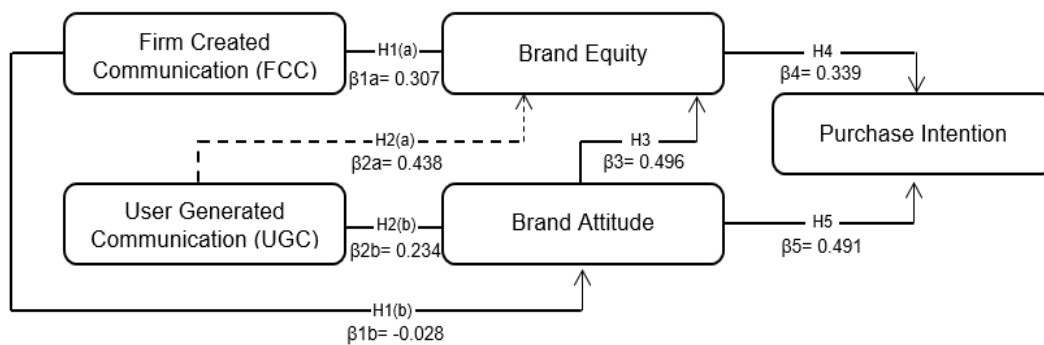 Firm Created
Communication (FCC)
H1(a)
β1a= 0.307
Brand Equity
H4
β4= 0.339
Purchase Intention
H2(a)
β2a= 0.438
H3
β3= 0.496
User Generated
Communication (UGC)
H2(b)
β2b= 0.234
Brand Attitude
H5
β5= 0.491
H1(b)
β1b= -0.028